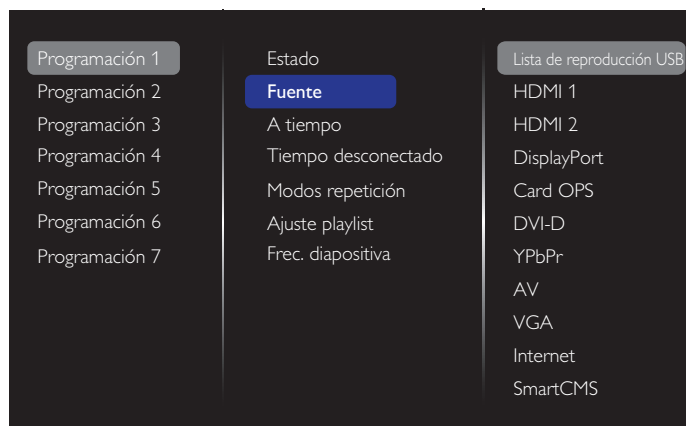 Programación 1
Programación 2
Programación 3
Programación 4
Programación 5
Programación 6
Programación 7
Estado
Fuente
A tiempo
Tiempo desconectado
Modos repetición
Ajuste playlist
Frec. diapositiva
Lista de reproducción USB
HDMI 1
HDMI 2
DisplayPort
Card OPS
DVI-D
YPbPr
AV
VGA
Internet
SmartCMS